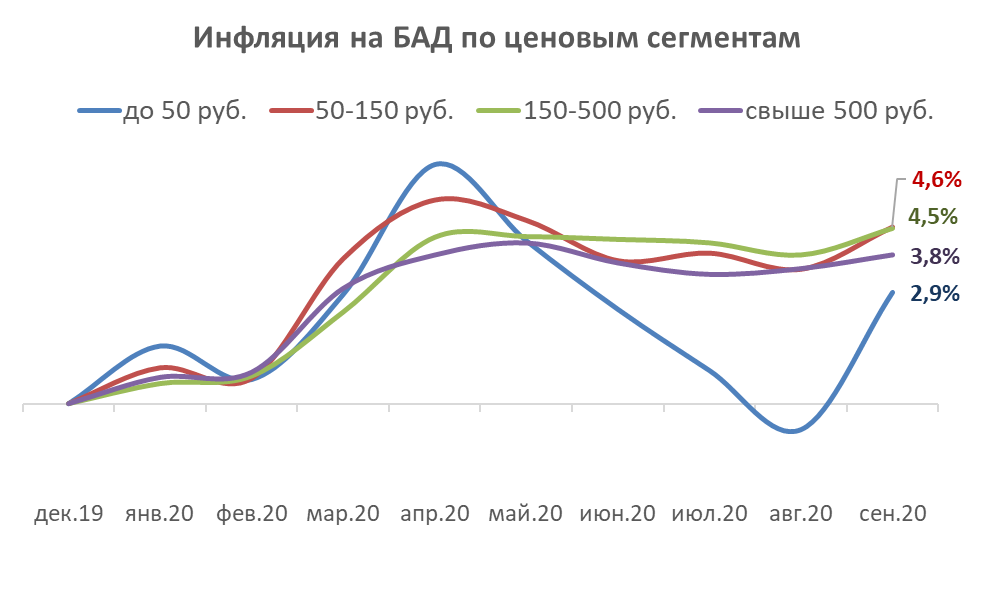 Инфляция на БАД по ценовым сегментам
до 50 руб. 50-150 руб. 150-500 руб. свыше 500 руб.
4,6%
4,5%
3,8%
2,9%
дек.19 янв.20 фев.20 мар.20 апр.20 май.20 июн.20 июл.20 авг.20 сен.20